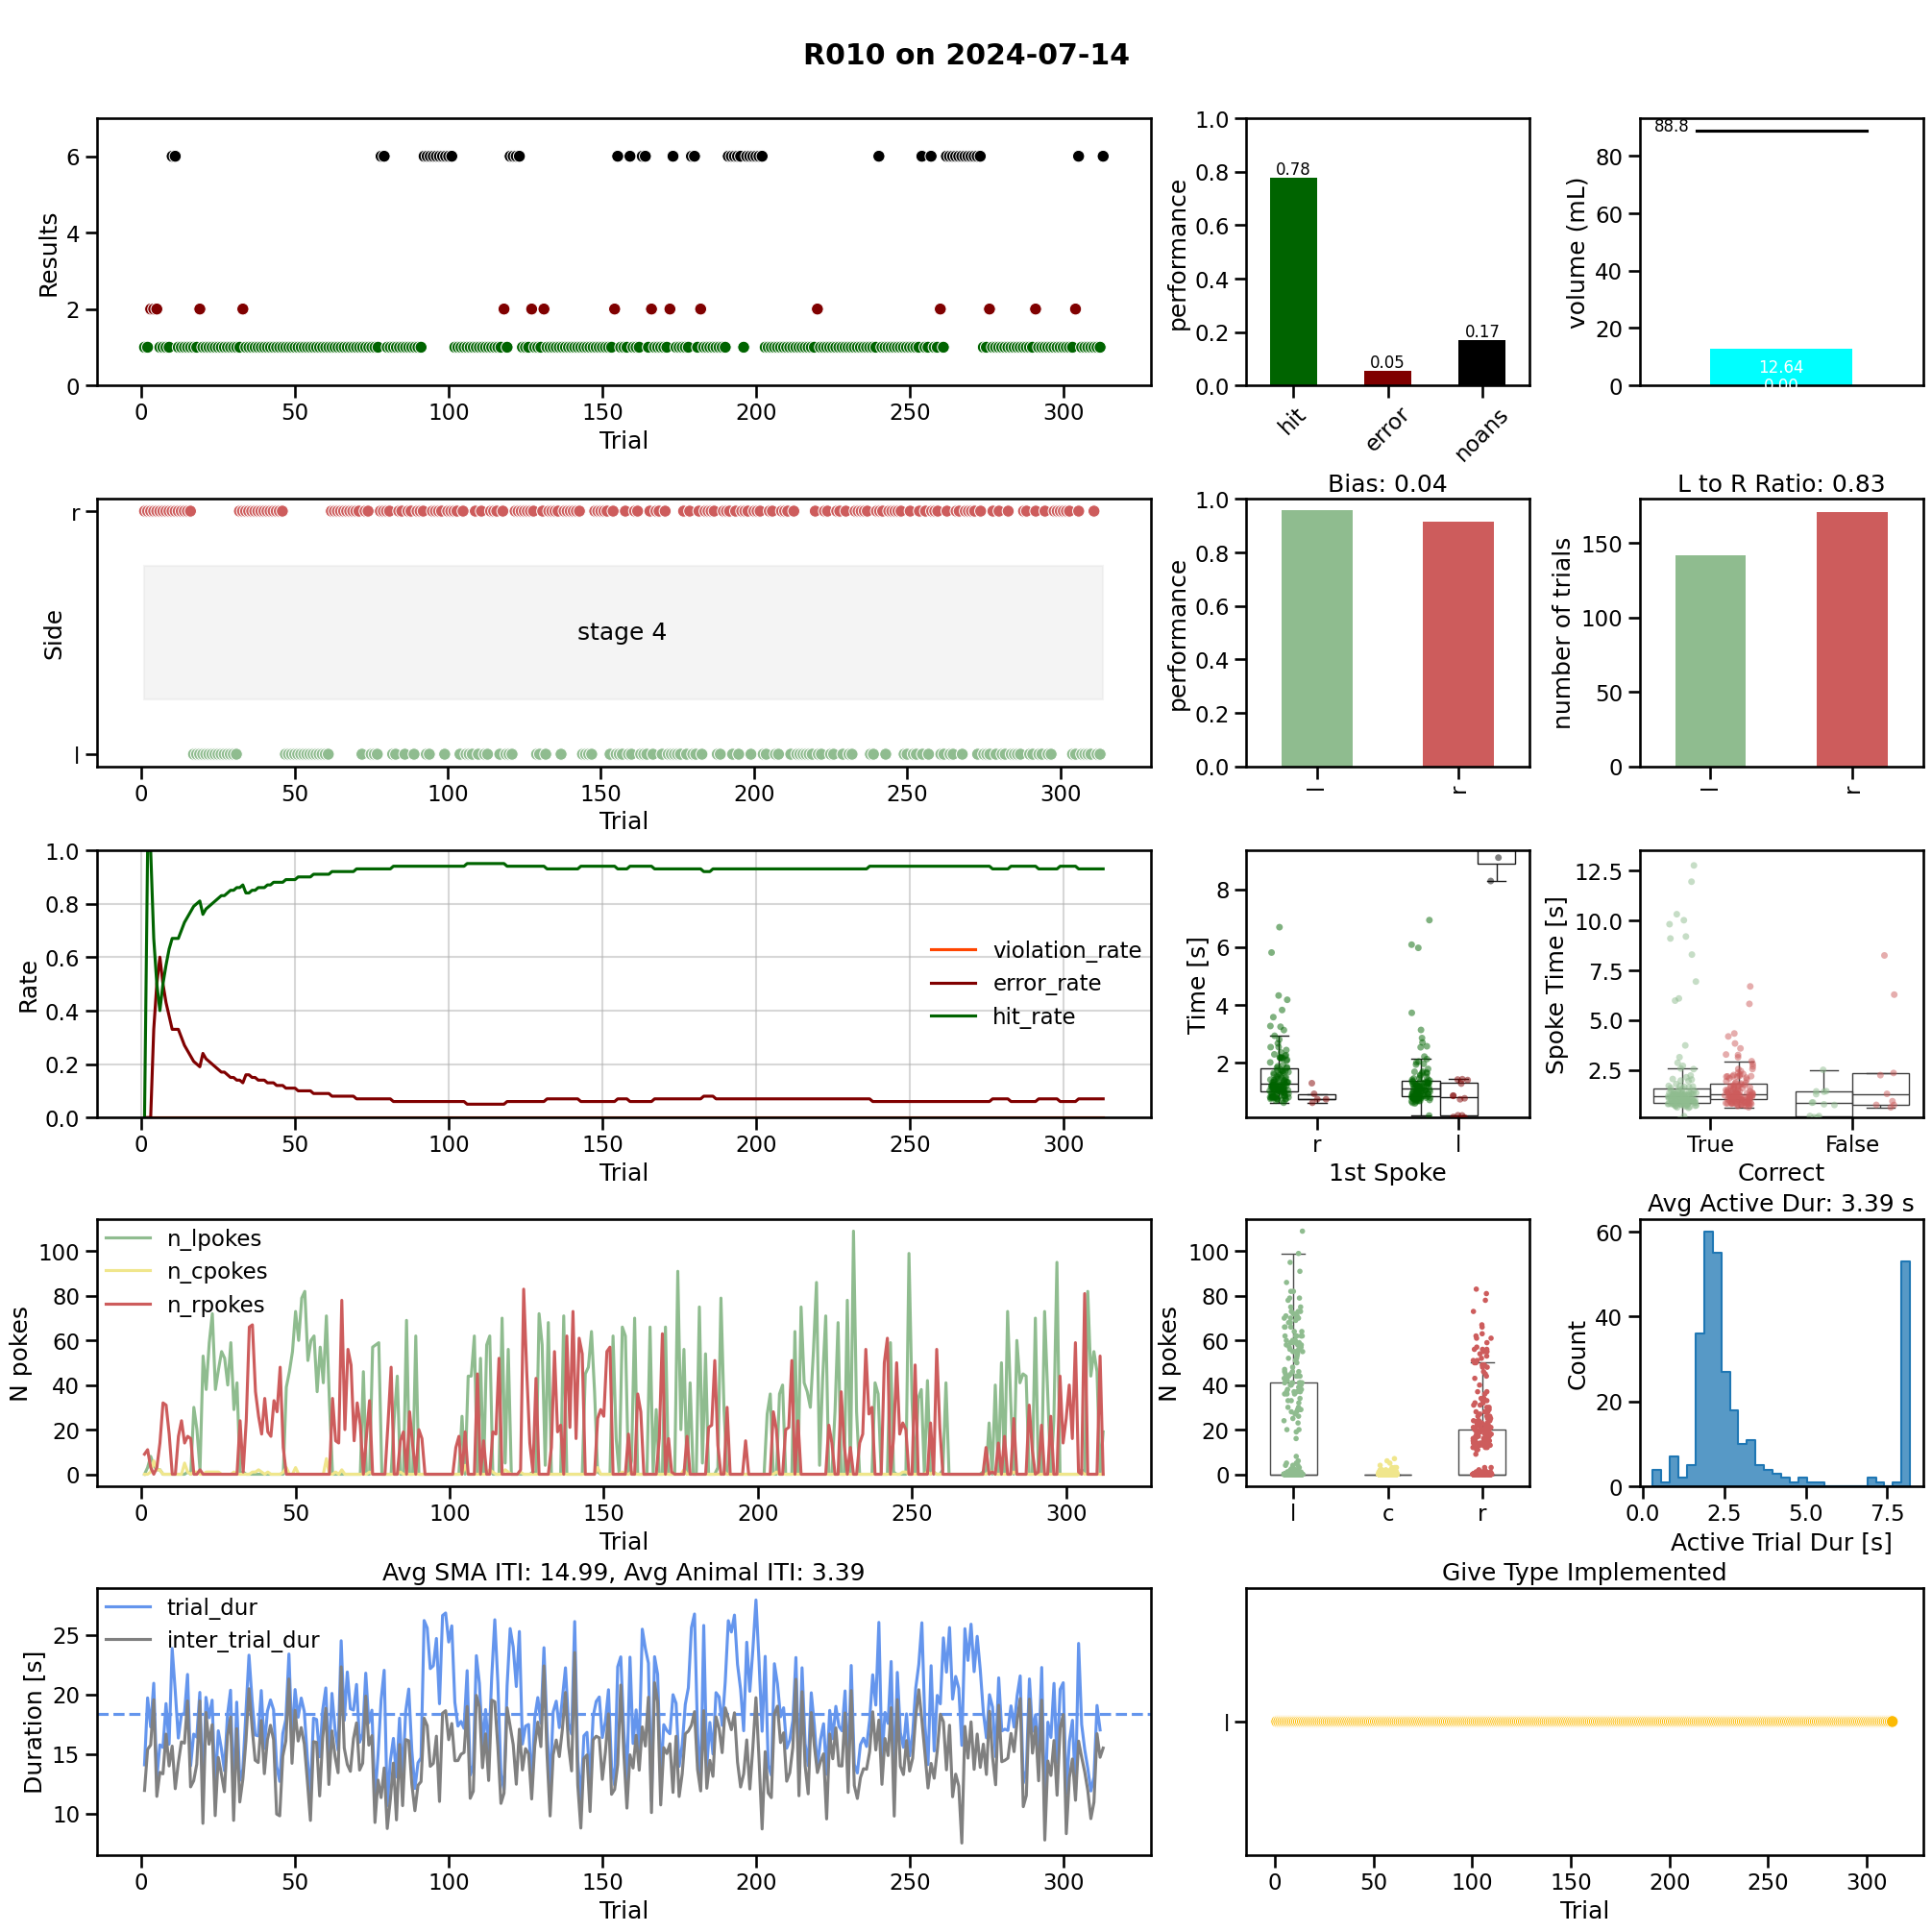 R010 on 2024-07-14
Results
6
4
2
0
0 50 100 150 200 250 300
Trial
performance
1.0
0.8
0.6
0.4
0.2
0.0
0.78
0.05
0.17
hit error noans
volume (mL)
80
60
40
20
0
88.8
12.64
0.00
Side
r
l
stage 4
0 50 100 150 200 250 300
Trial
Bias: 0.04
performance
1.0
0.8
0.6
0.4
0.2
0.0
l r
L to R Ratio: 0.83
number of trials
150
100
50
0
l r
Rate
1.0
0.8
0.6
0.4
0.2
0.0
violation_rate
error_rate
hit_rate
0 50 100 150 200 250 300
Trial
Time [s]
8
6
4
2
r l
1st Spoke
Spoke Time [s]
12.5
10.0
7.5
5.0
2.5
True False
Correct
N pokes
100
80
60
40
20
0
n_lpokes
n_cpokes
n_rpokes
0 50 100 150 200 250 300
Trial
N pokes
100
80
60
40
20
0
l c r
Avg Active Dur: 3.39 s
Count
60
40
20
0
0.0 2.5 5.0 7.5
Active Trial Dur [s]
Avg SMA ITI: 14.99, Avg Animal ITI: 3.39
Duration [s]
25
20
15
10
trial_dur
inter_trial_dur
0 50 100 150 200 250 300
Trial
Give Type Implemented
l
0 50 100 150 200 250 300
Trial